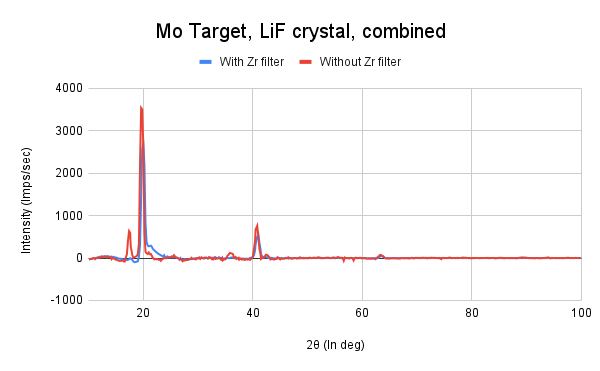 Mo Target, LiF crystal, combined
With Zr filter Without Zr filter
Intensity (Imps/sec)
4000
3000
2000
1000
0
-1000
20 40 60 80 100
2θ (In deg)